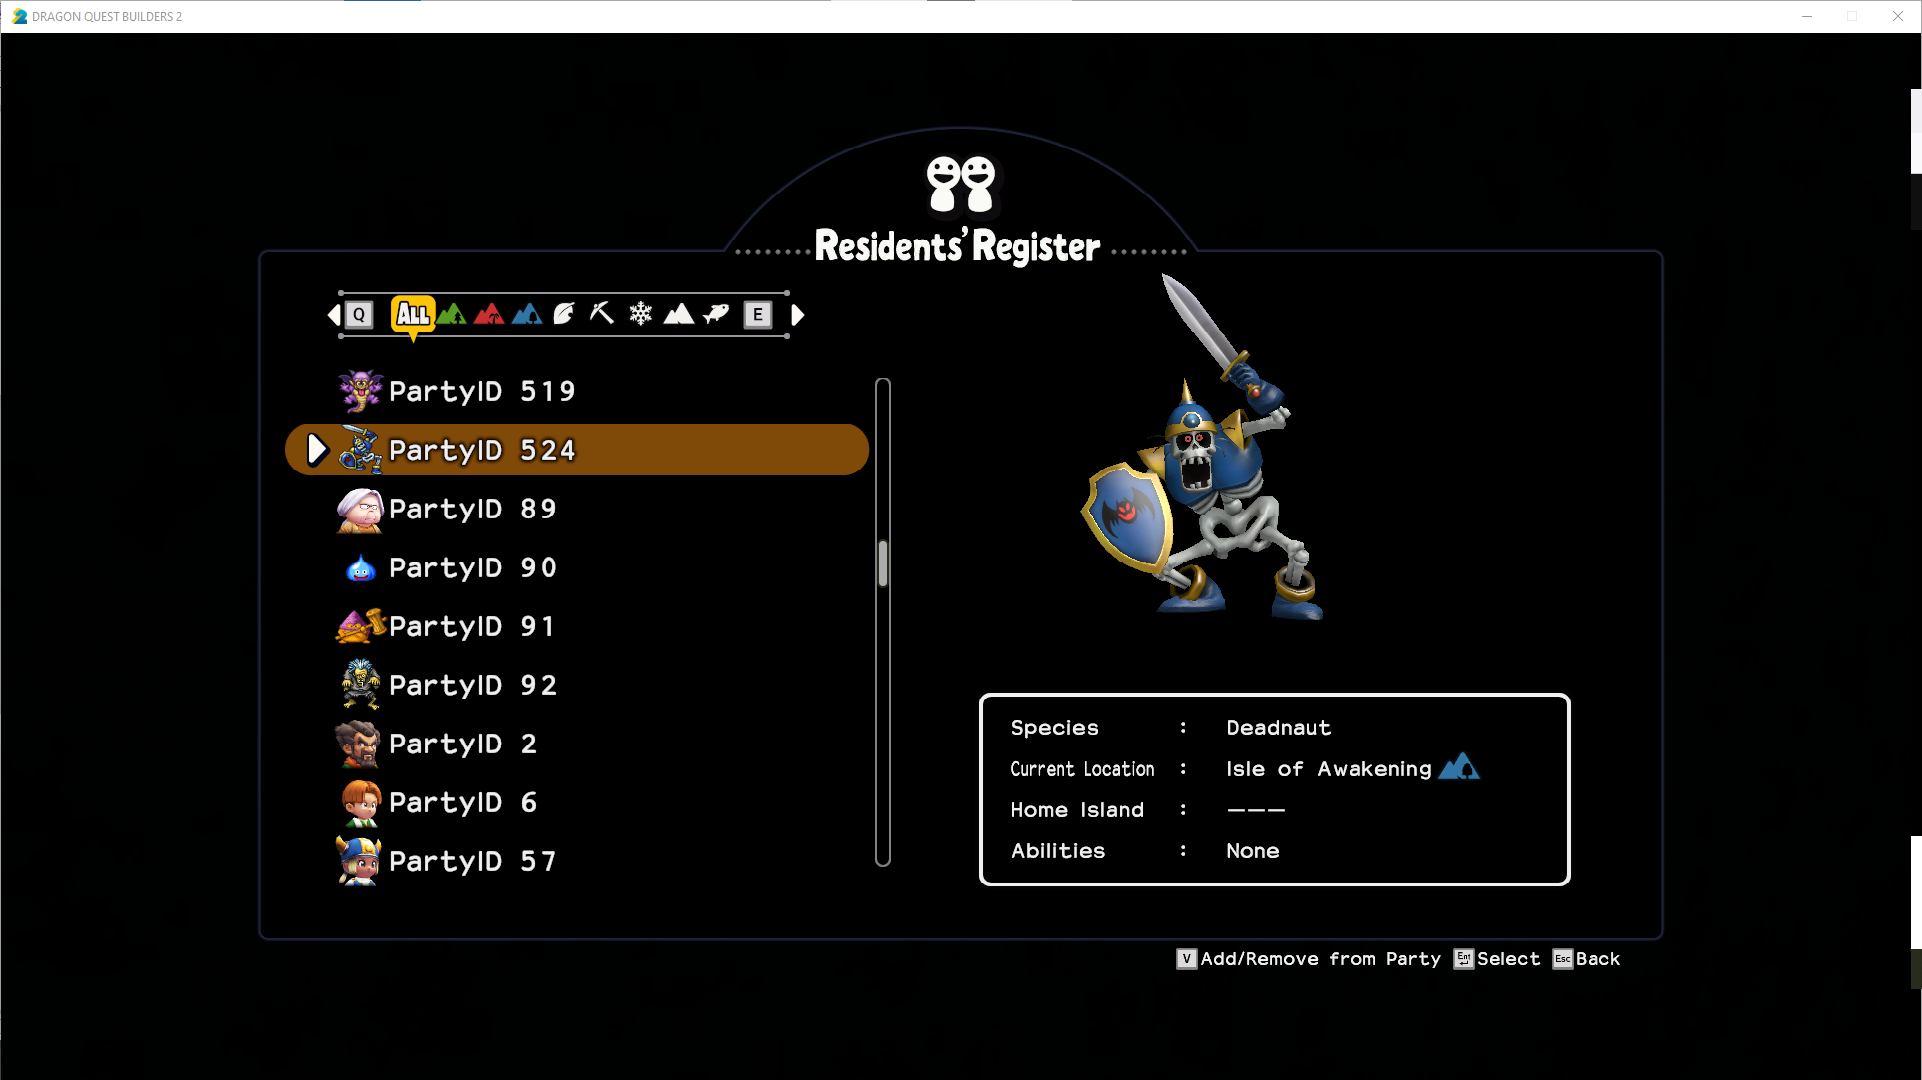 DRAGON QUEST BUILDERS 2
Residents' Register
Q ALL E
PartyID 519
PartyID 524
PartyID 89
PartyID 90
PartyID 91
PartyID 92
PartyID 2
PartyID 6
PartyID 57
Species : Deadnaut
Current Location : Isle of Awakening
Home Island : ———
Abilities : None
V Add/Remove from Party Ent Select Esc Back